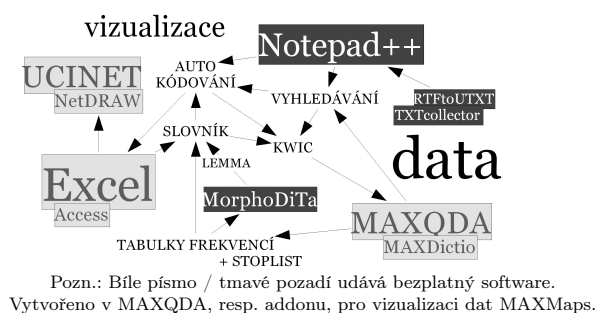 vizualizace
Notepad++
AUTO
KÓDOVÁNÍ
UCINET
NetDRAW
VYHLEDÁVÁNÍ
RTFtoUTXT
TXTcollector
SLOVNÍK
KWIC
data
LEMMA
Excel
Access
MorphoDiTa
MAXQDA
MAXDictio
TABULKY FREKVENCÍ
+ STOPLIST
Pozn.: Bíle písmo / tmavé pozadí udává bezplatný software.
Vytvořeno v MAXQDA, resp. addonu, pro vizualizaci dat MAXMaps.